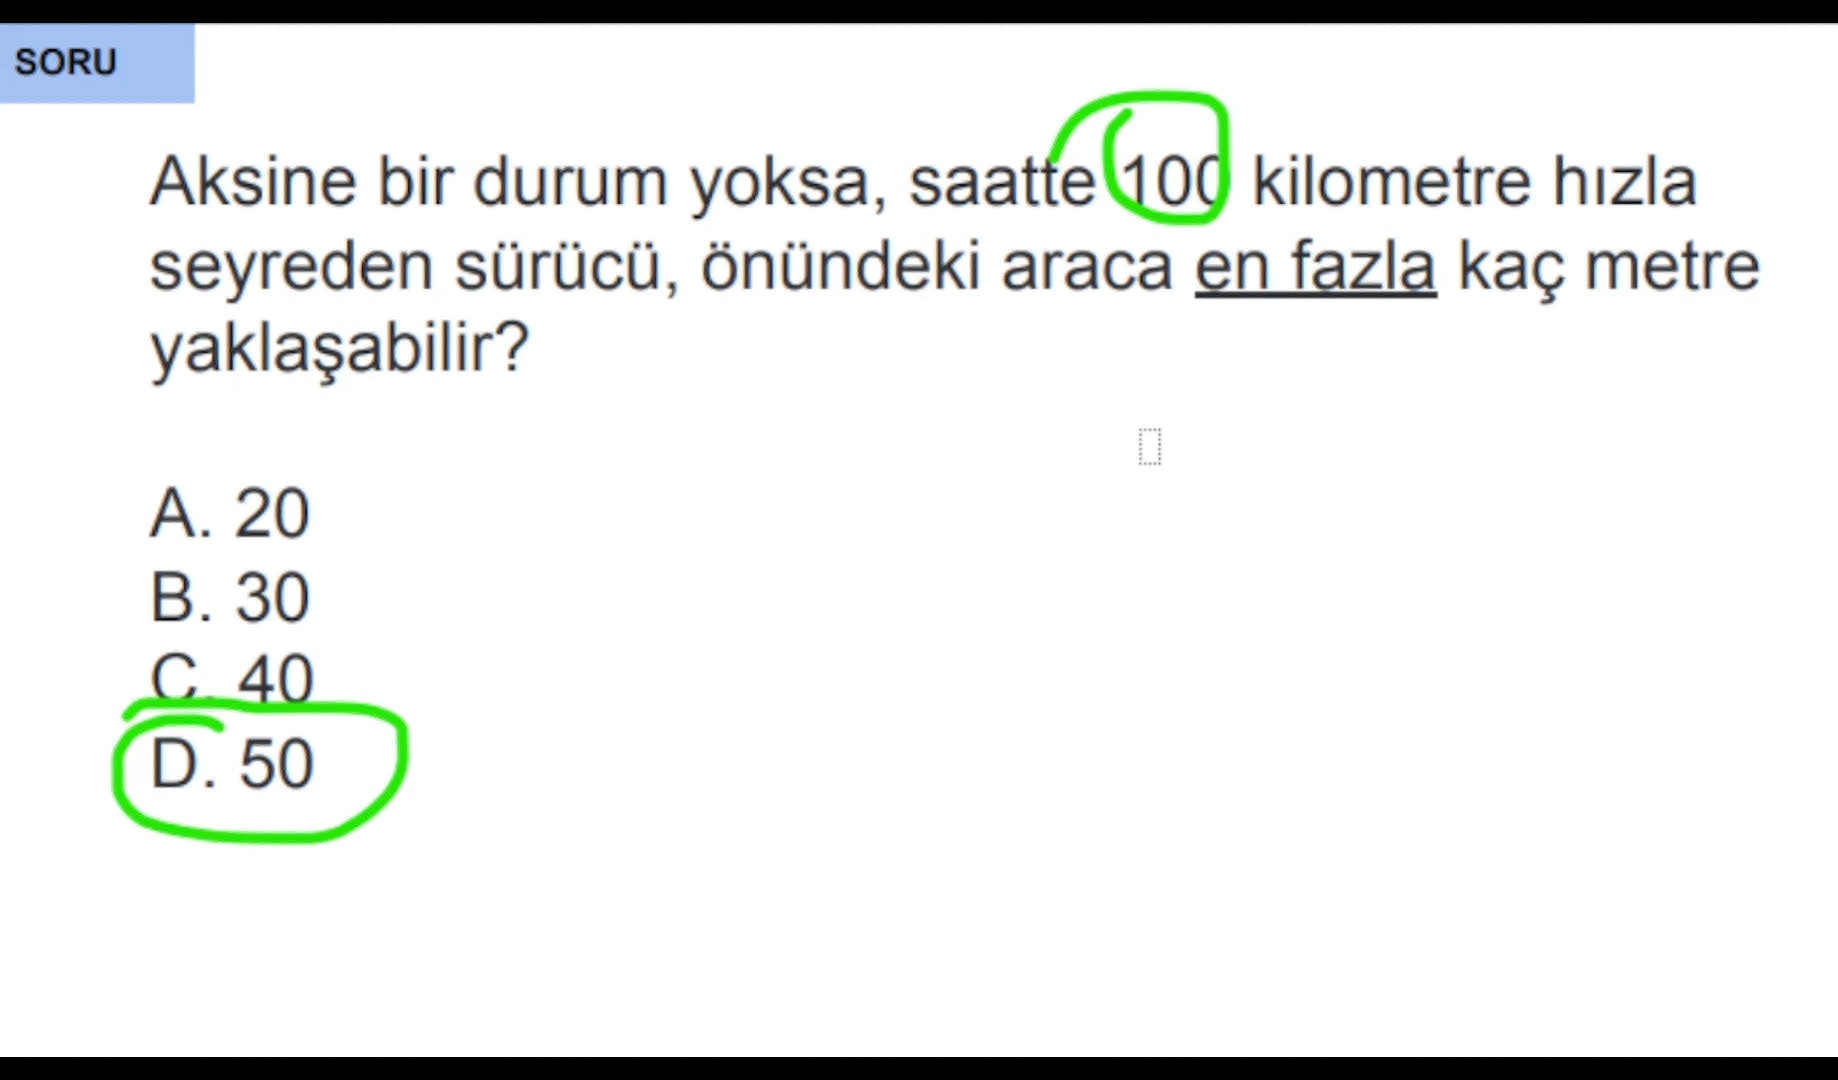 SORU
Aksine bir durum yoksa, saatte 100 kilometre hızla
seyreden sürücü, önündeki araca en fazla kaç metre
yaklaşabilir?
A. 20
B. 30
C. 40
D. 50